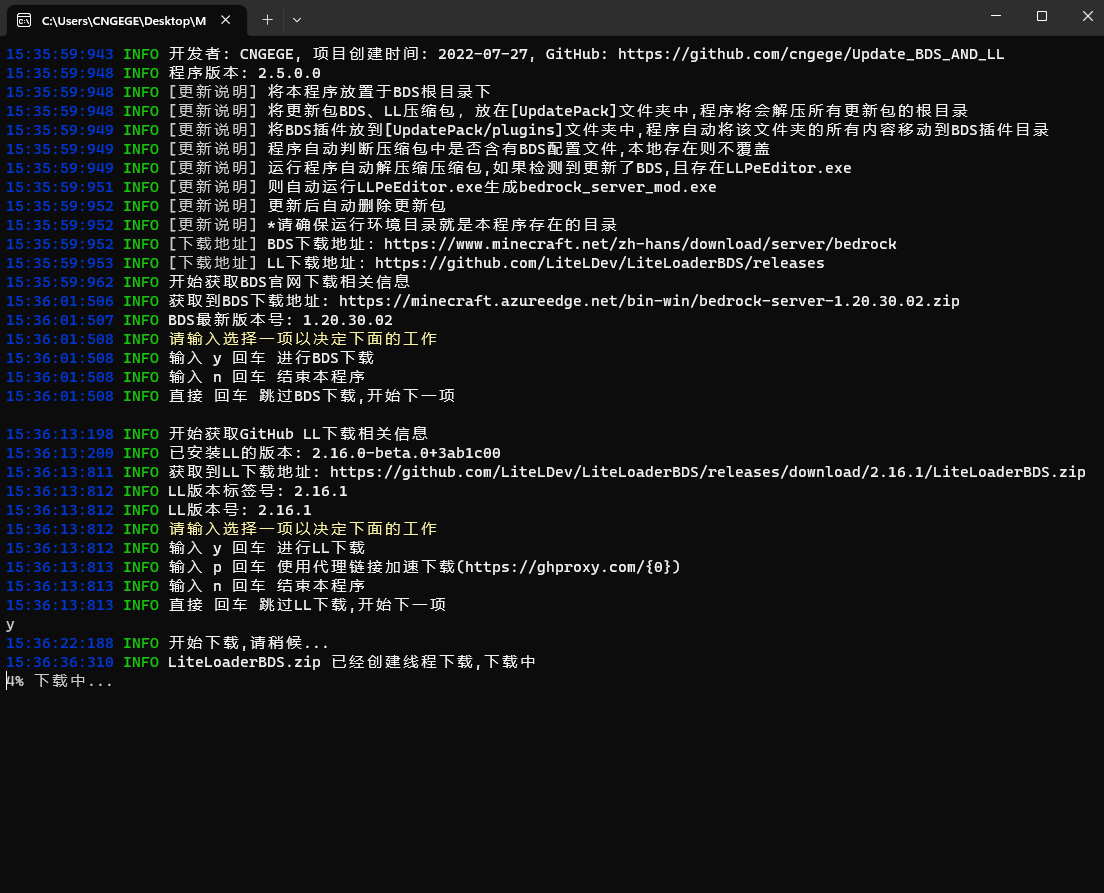 C:\Users\CNGEGE\Desktop\M
15:35:59:943 INFO 开发者: CNGEGE, 项目创建时间: 2022-07-27, GitHub: https://github.com/cngege/Update_BDS_AND_LL
15:35:59:948 INFO 程序版本: 2.5.0.0
15:35:59:948 INFO [更新说明] 将本程序放置于BDS根目录下
15:35:59:948 INFO [更新说明] 将更新包BDS、LL压缩包, 放在[UpdatePack]文件夹中,程序将会解压所有更新包的根目录
15:35:59:949 INFO [更新说明] 将BDS插件放到[UpdatePack/plugins]文件夹中,程序自动将该文件夹的所有内容移动到BDS插件目录
15:35:59:949 INFO [更新说明] 程序自动判断压缩包中是否含有BDS配置文件,本地存在则不覆盖
15:35:59:949 INFO [更新说明] 运行程序自动解压缩压缩包,如果检测到更新了BDS,且存在LLPeEditor.exe
15:35:59:951 INFO [更新说明] 则自动运行LLPeEditor.exe生成bedrock_server_mod.exe
15:35:59:952 INFO [更新说明] 更新后自动删除更新包
15:35:59:952 INFO [更新说明] *请确保运行环境目录就是本程序存在的目录
15:35:59:952 INFO [下载地址] BDS下载地址: https://www.minecraft.net/zh-hans/download/server/bedrock
15:35:59:953 INFO [下载地址] LL下载地址: https://github.com/LiteLDev/LiteLoaderBDS/releases
15:35:59:962 INFO 开始获取BDS官网下载相关信息
15:36:01:506 INFO 获取到BDS下载地址: https://minecraft.azureedge.net/bin-win/bedrock-server-1.20.30.02.zip
15:36:01:507 INFO BDS最新版本号: 1.20.30.02
15:36:01:508 INFO 请输入选择一项以决定下面的工作
15:36:01:508 INFO 输入 y 回车 进行BDS下载
15:36:01:508 INFO 输入 n 回车 结束本程序
15:36:01:508 INFO 直接 回车 跳过BDS下载,开始下一项
15:36:13:198 INFO 开始获取GitHub LL下载相关信息
15:36:13:200 INFO 已安装LL的版本: 2.16.0-beta.0+3ab1c00
15:36:13:811 INFO 获取到LL下载地址: https://github.com/LiteLDev/LiteLoaderBDS/releases/download/2.16.1/LiteLoaderBDS.zip
15:36:13:812 INFO LL版本标签号: 2.16.1
15:36:13:812 INFO LL版本号: 2.16.1
15:36:13:812 INFO 请输入选择一项以决定下面的工作
15:36:13:812 INFO 输入 y 回车 进行LL下载
15:36:13:813 INFO 输入 p 回车 使用代理链接加速下载(https://ghproxy.com/{0})
15:36:13:813 INFO 输入 n 回车 结束本程序
15:36:13:813 INFO 直接 回车 跳过LL下载,开始下一项
y
15:36:22:188 INFO 开始下载,请稍候...
15:36:36:310 INFO LiteLoaderBDS.zip 已经创建线程下载,下载中
4% 下载中...